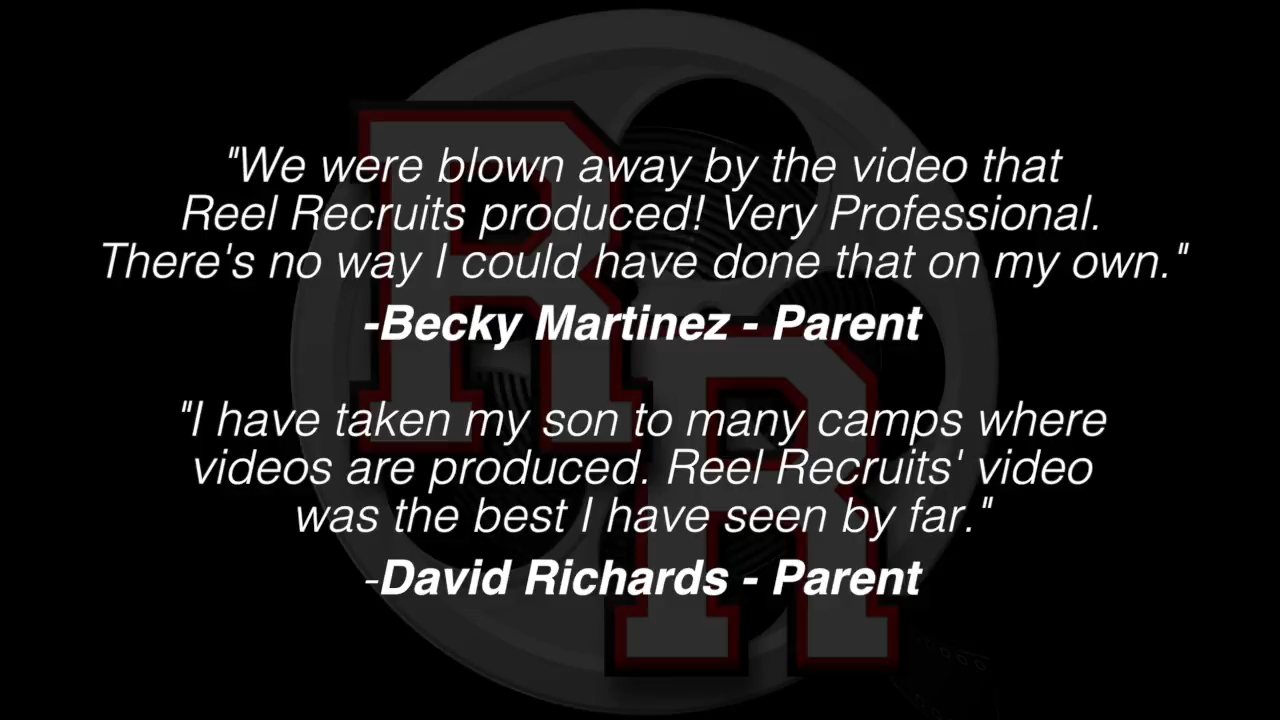 "We were blown away by the video that
Reel Recruits produced! Very Professional.
There's no way I could have done that on my own."
-Becky Martinez - Parent
"I have taken my son to many camps where
videos are produced. Reel Recruits' video
was the best I have seen by far."
-David Richards - Parent
RR